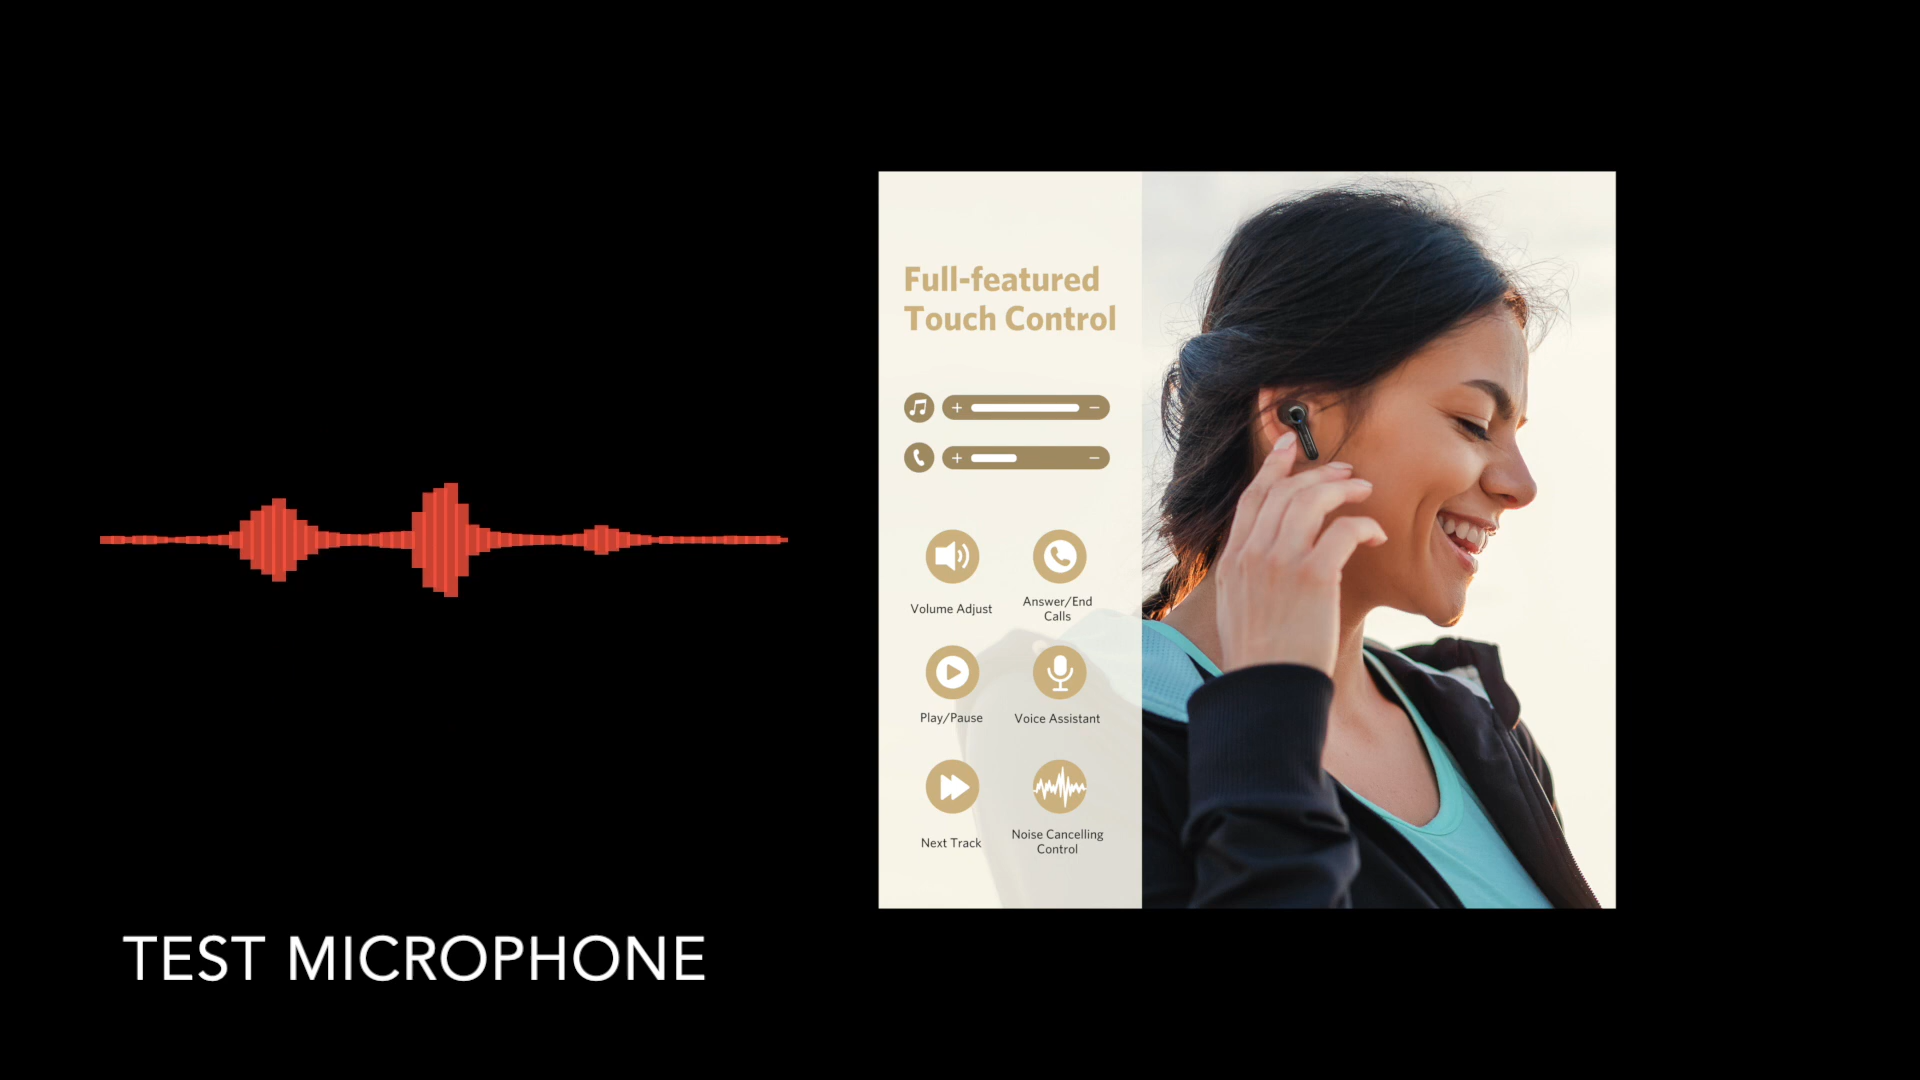 Full-featured
Touch Control
Volume Adjust
Answer/End
Calls
Play/Pause
Voice Assistant
Next Track
Noise Cancelling
Control
TEST MICROPHONE